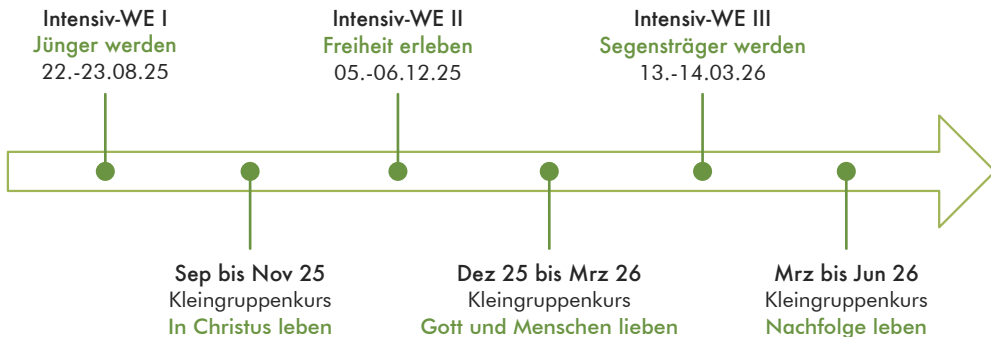 Intensiv-WE I
Jünger werden
22.-23.08.25
Intensiv-WE II
Freiheit erleben
05.-06.12.25
Intensiv-WE III
Segensträger werden
13.-14.03.26
Sep bis Nov 25
Kleingruppenkurs
In Christus leben
Dez 25 bis Mrz 26
Kleingruppenkurs
Gott und Menschen lieben
Mrz bis Jun 26
Kleingruppenkurs
Nachfolge leben